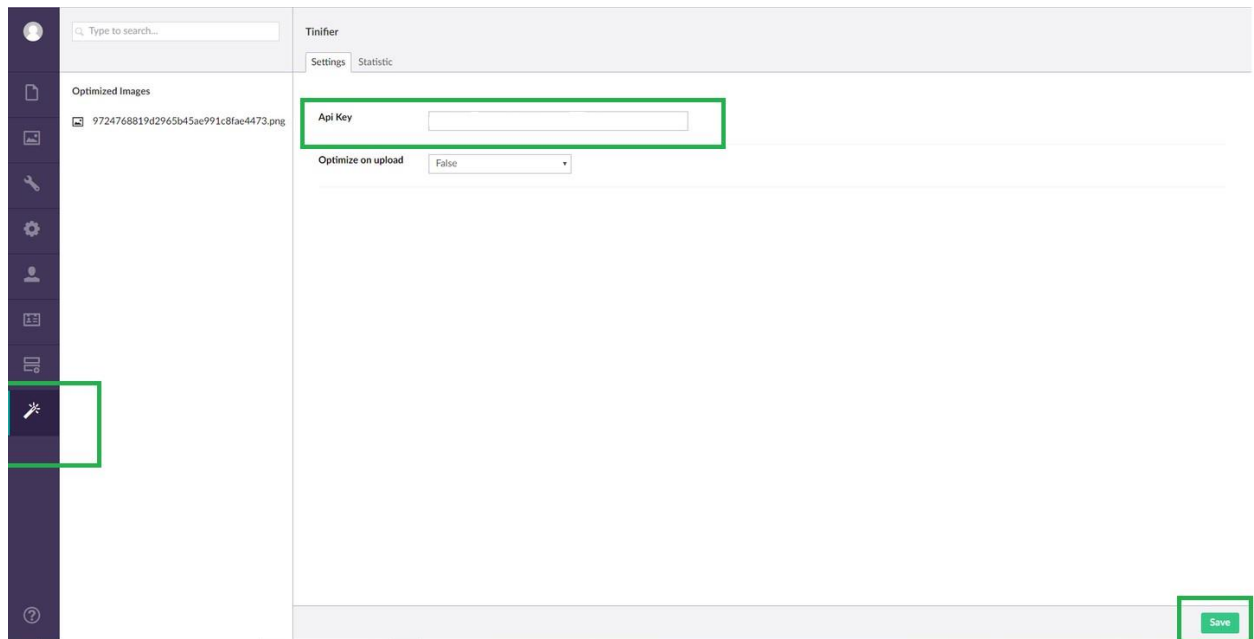 Type to search...
Optimized Images
9724768819d2965b45ae991c8fae4473.png
Tinifier
Settings Statistic
Api Key
Optimize on upload False
Save